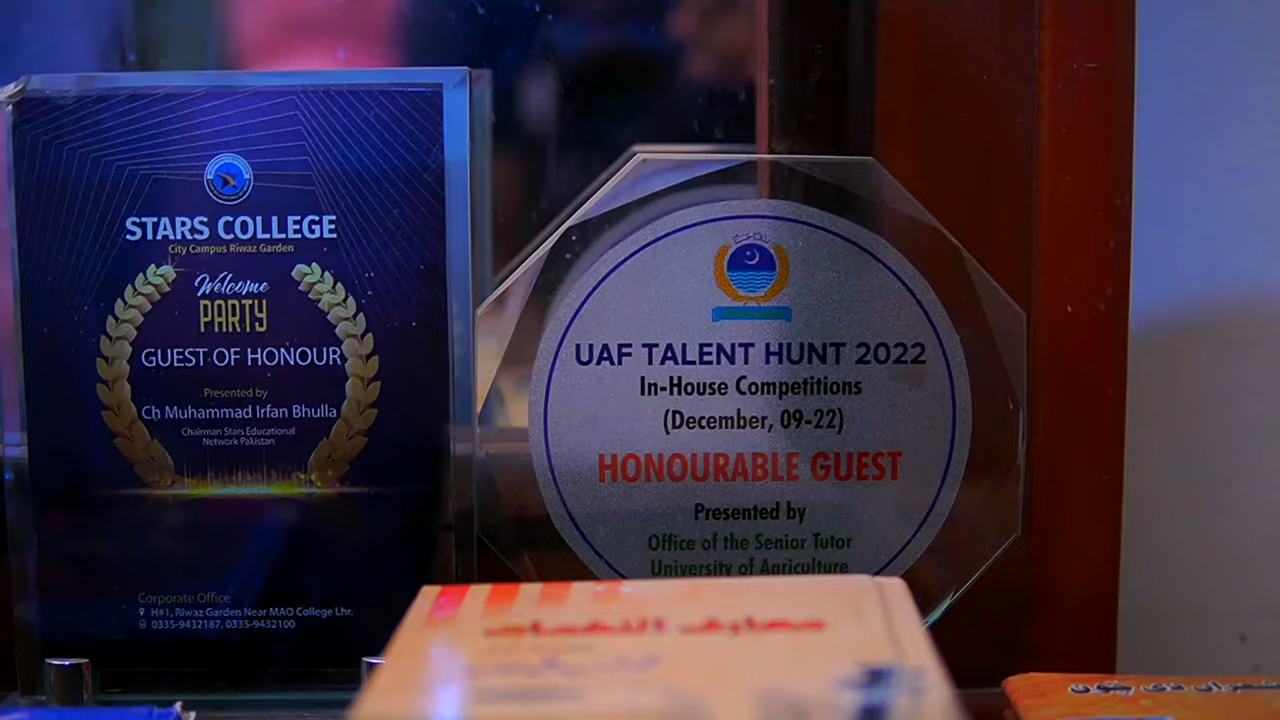 STARS COLLEGE
City Campus Riwaz Garden
Welcome
PARTY
GUEST OF HONOUR
Presented by
Ch Muhammad Irfan Bhulla
Chairman Stars Educational
Network Pakistan
Corporate Office
H#1, Riwaz Garden Near MAO College Lhr.
0335-9432187, 0335-9432100
UAF TALENT HUNT 2022
In-House Competitions
(December, 09-22)
HONOURABLE GUEST
Presented by
Office of the Senior Tutor
University of Agriculture
معارف النغمات